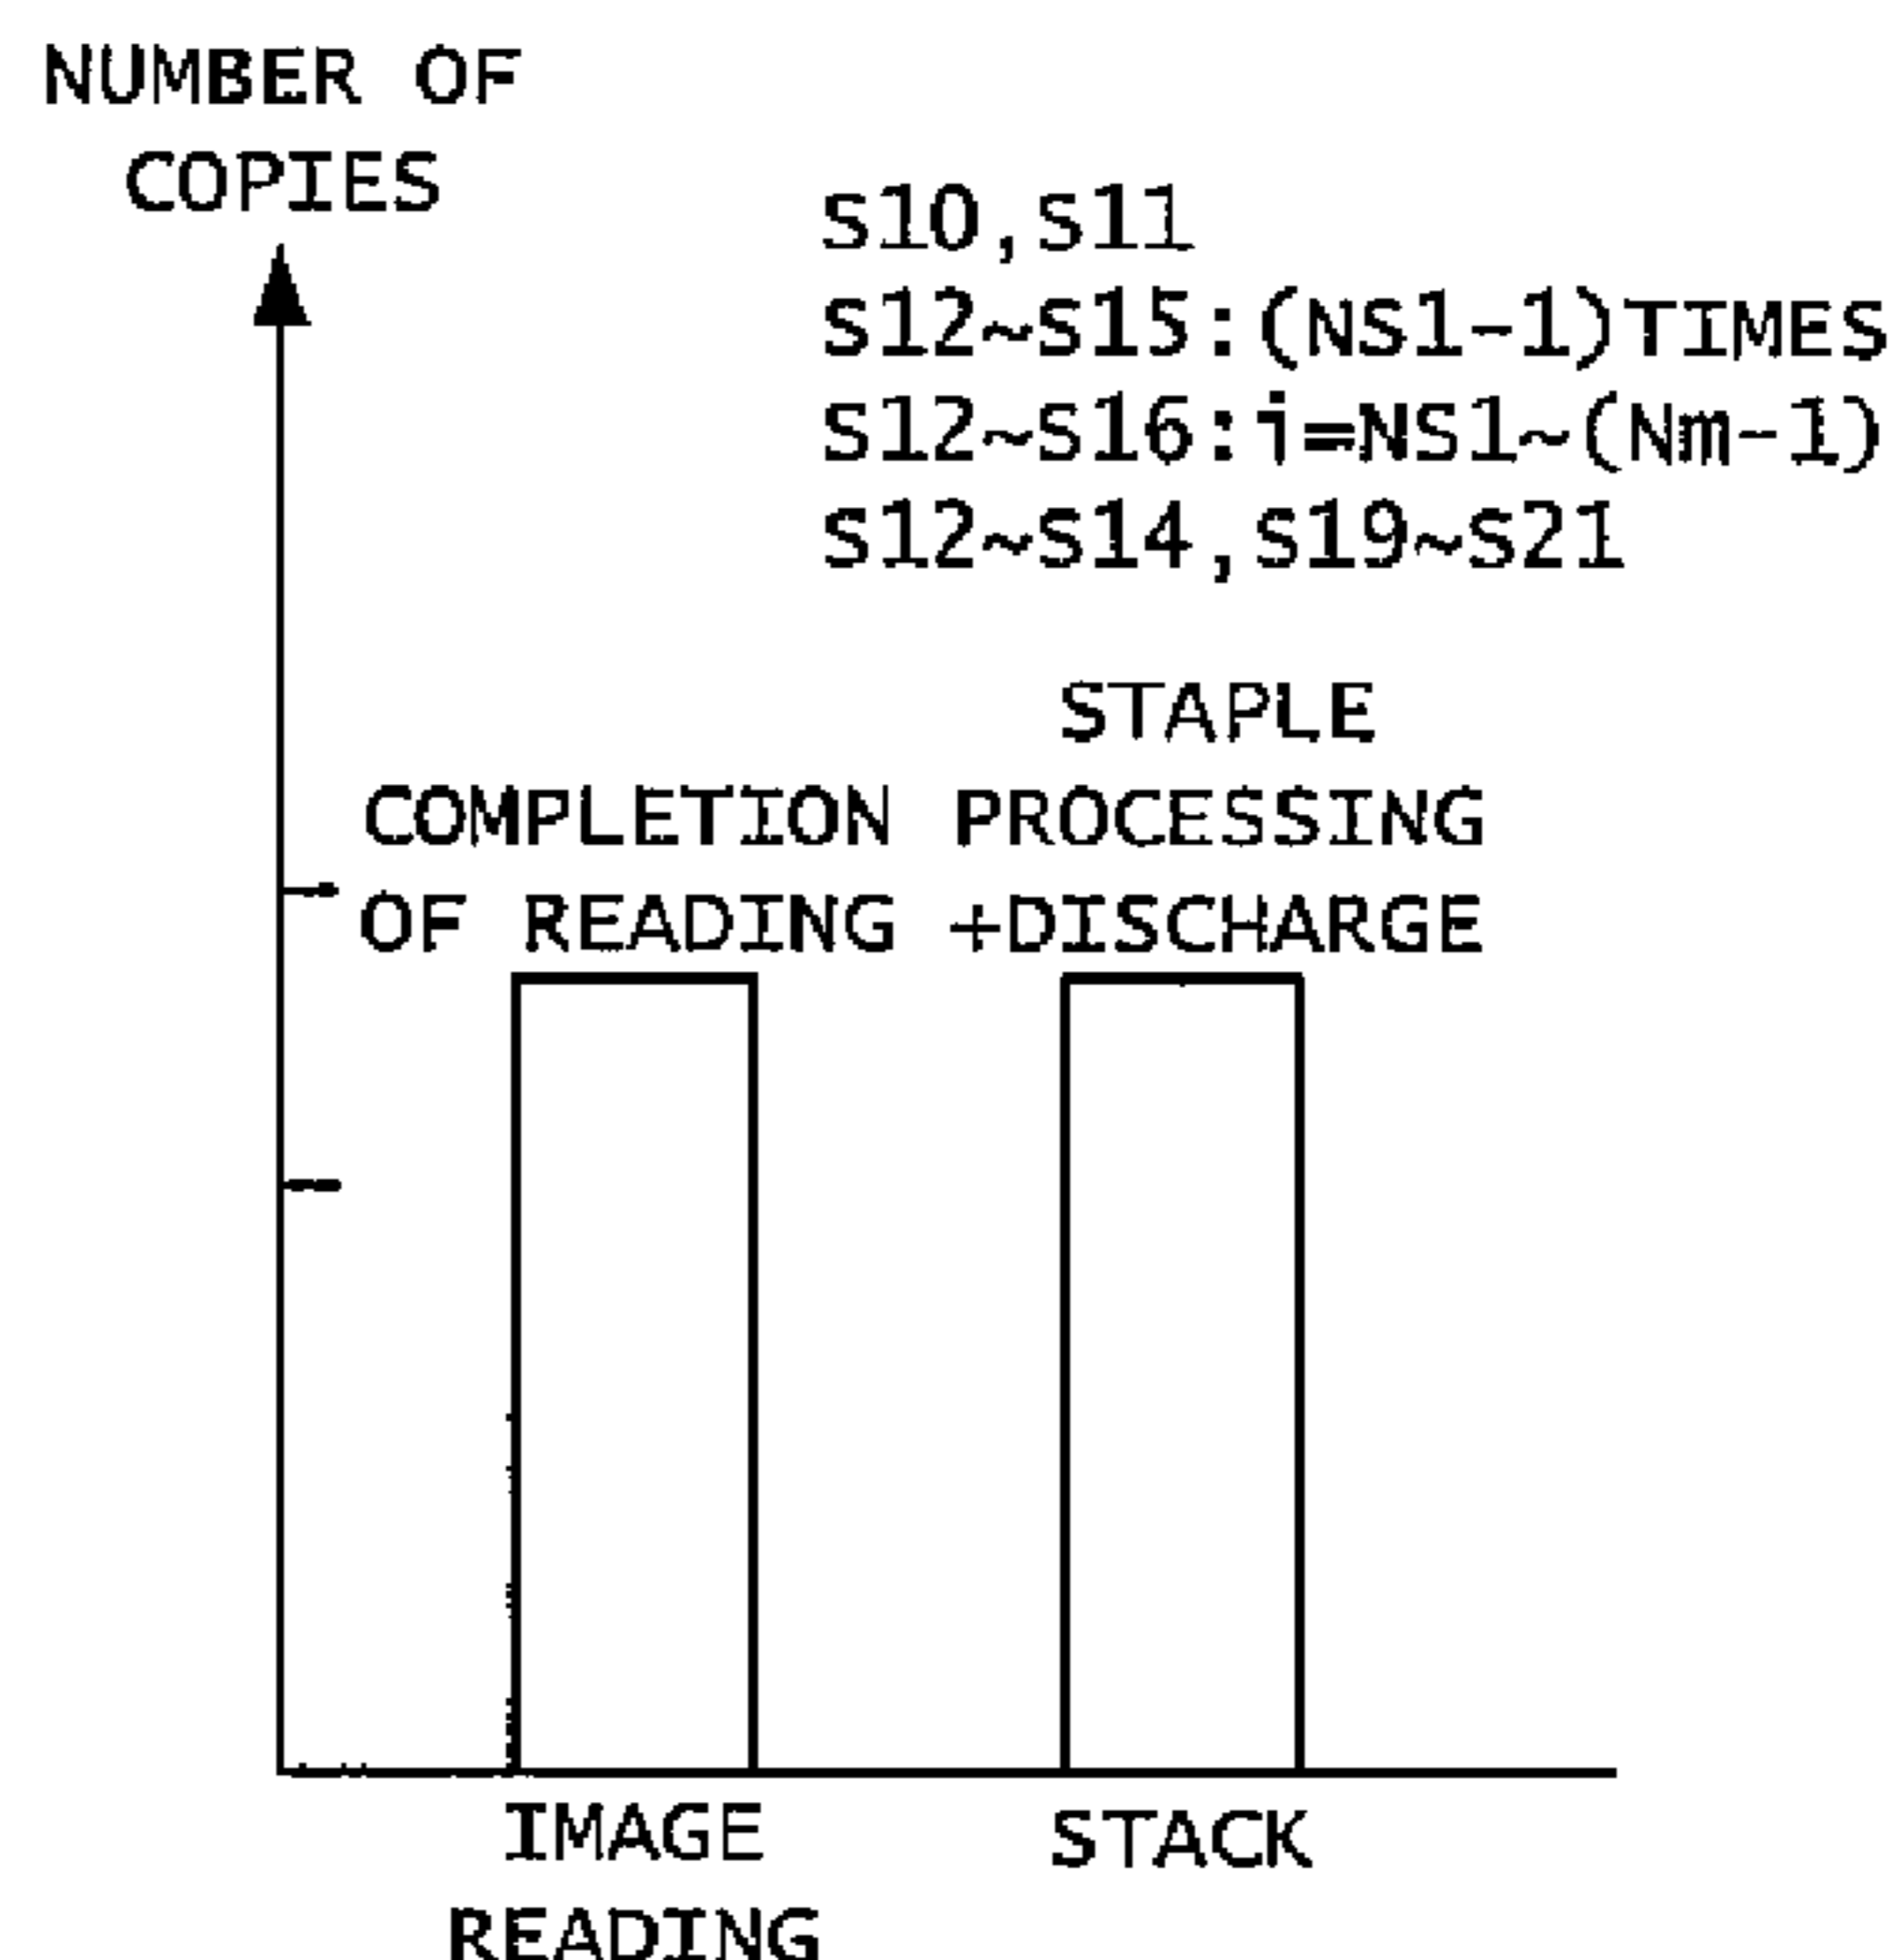 NUMBER OF
COPIES
S10,S11
S12~S15:(NS1-1)TIMES
S12~S16:i=NS1~(Nm-1)
S12~S14,S19~S21
COMPLETION
OF READING
STAPLE
PROCESSING
+DISCHARGE
IMAGE
READING
STACK